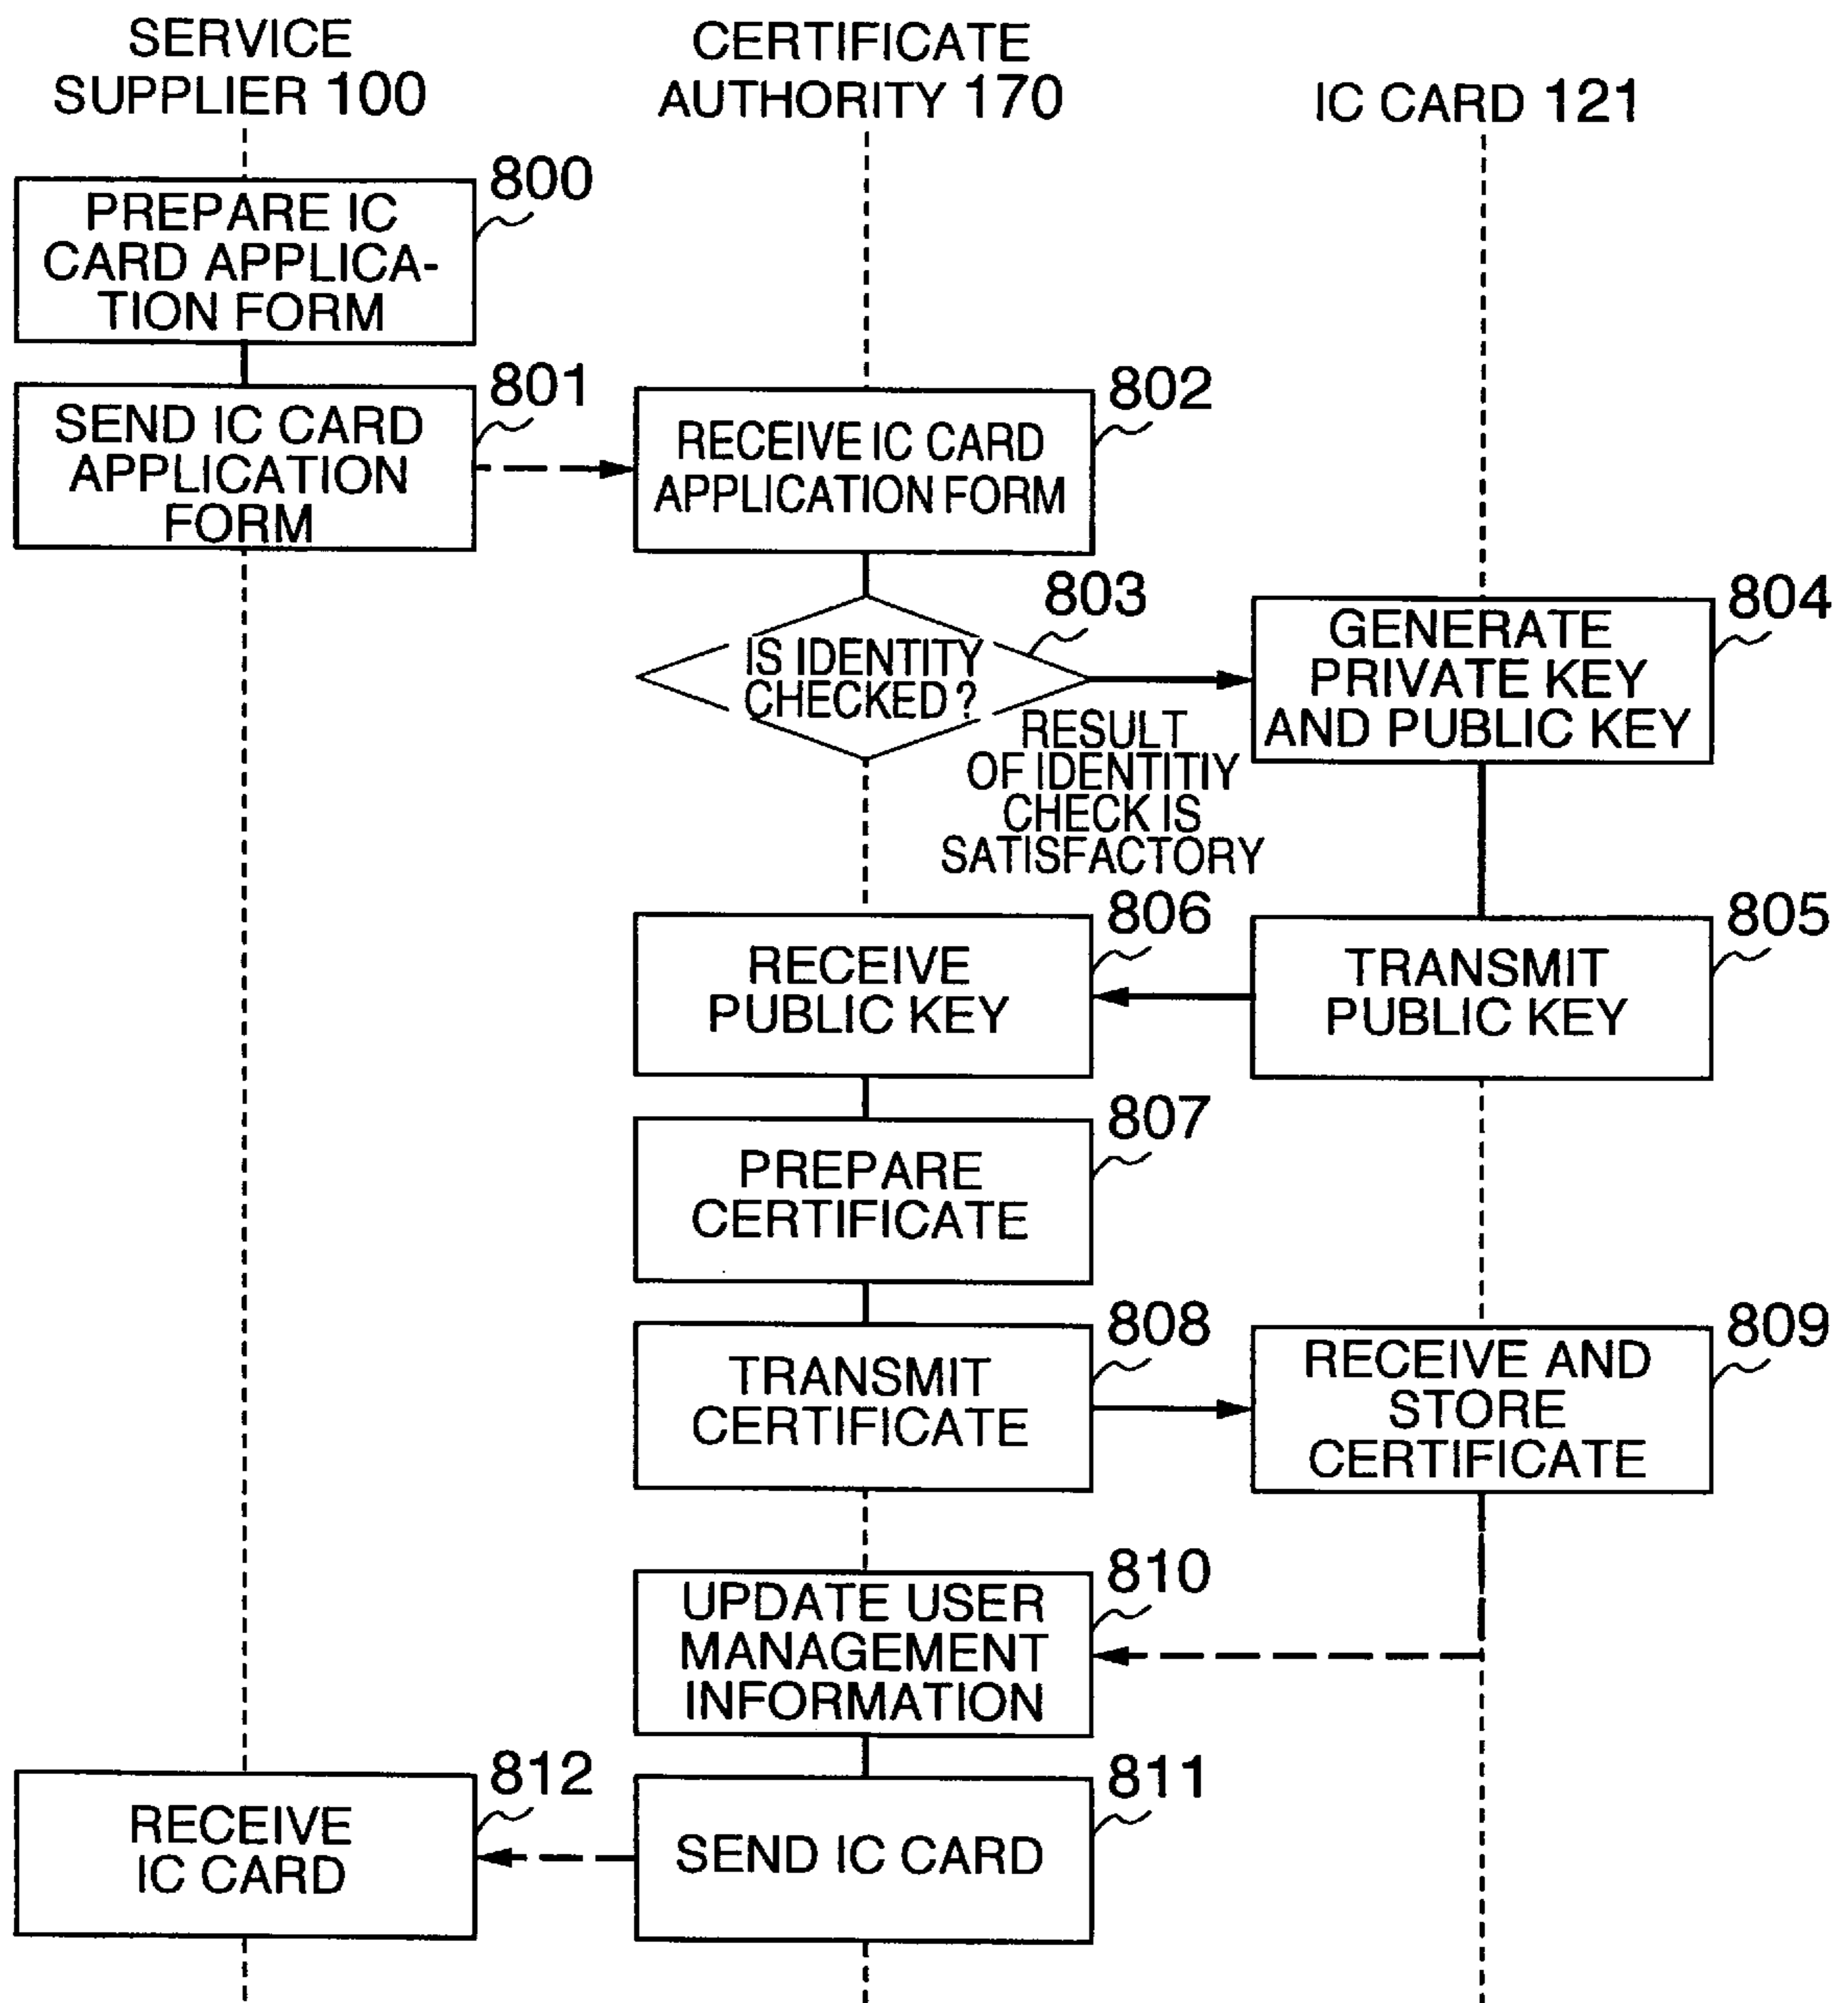 SERVICE
SUPPLIER 100
CERTIFICATE
AUTHORITY 170
IC CARD 121
800
PREPARE IC
CARD APPLICA-
TION FORM
801
SEND IC CARD
APPLICATION
FORM
802
RECEIVE IC CARD
APPLICATION FORM
803
IS IDENTITY
CHECKED ?
RESULT
OF IDENTITIY
CHECK IS
SATISFACTORY
804
GENERATE
PRIVATE KEY
AND PUBLIC KEY
805
TRANSMIT
PUBLIC KEY
806
RECEIVE
PUBLIC KEY
807
PREPARE
CERTIFICATE
808
TRANSMIT
CERTIFICATE
809
RECEIVE AND
STORE
CERTIFICATE
810
UPDATE USER
MANAGEMENT
INFORMATION
811
SEND IC CARD
812
RECEIVE
IC CARD